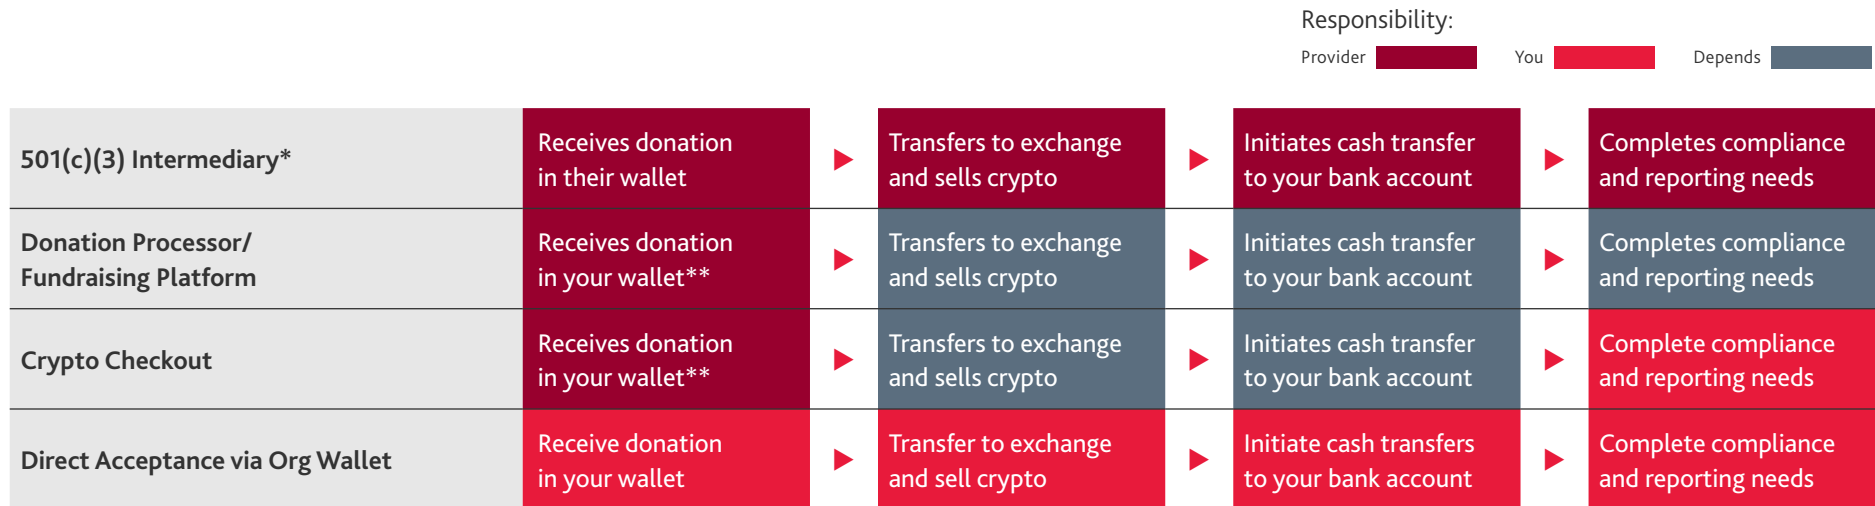 Responsibility:
Provider
You
Depends
501(c)(3) Intermediary*
Receives donation
in their wallet
Transfers to exchange
and sells crypto
Initiates cash transfer
to your bank account
Completes compliance
and reporting needs
Donation Processor/
Fundraising Platform
Receives donation
in your wallet**
Transfers to exchange
and sells crypto
Initiates cash transfer
to your bank account
Completes compliance
and reporting needs
Crypto Checkout
Receives donation
in your wallet**
Transfers to exchange
and sells crypto
Initiates cash transfer
to your bank account
Complete compliance
and reporting needs
Direct Acceptance via Org Wallet
Receive donation
in your wallet
Transfer to exchange
and sell crypto
Initiate cash transfers
to your bank account
Complete compliance
and reporting needs